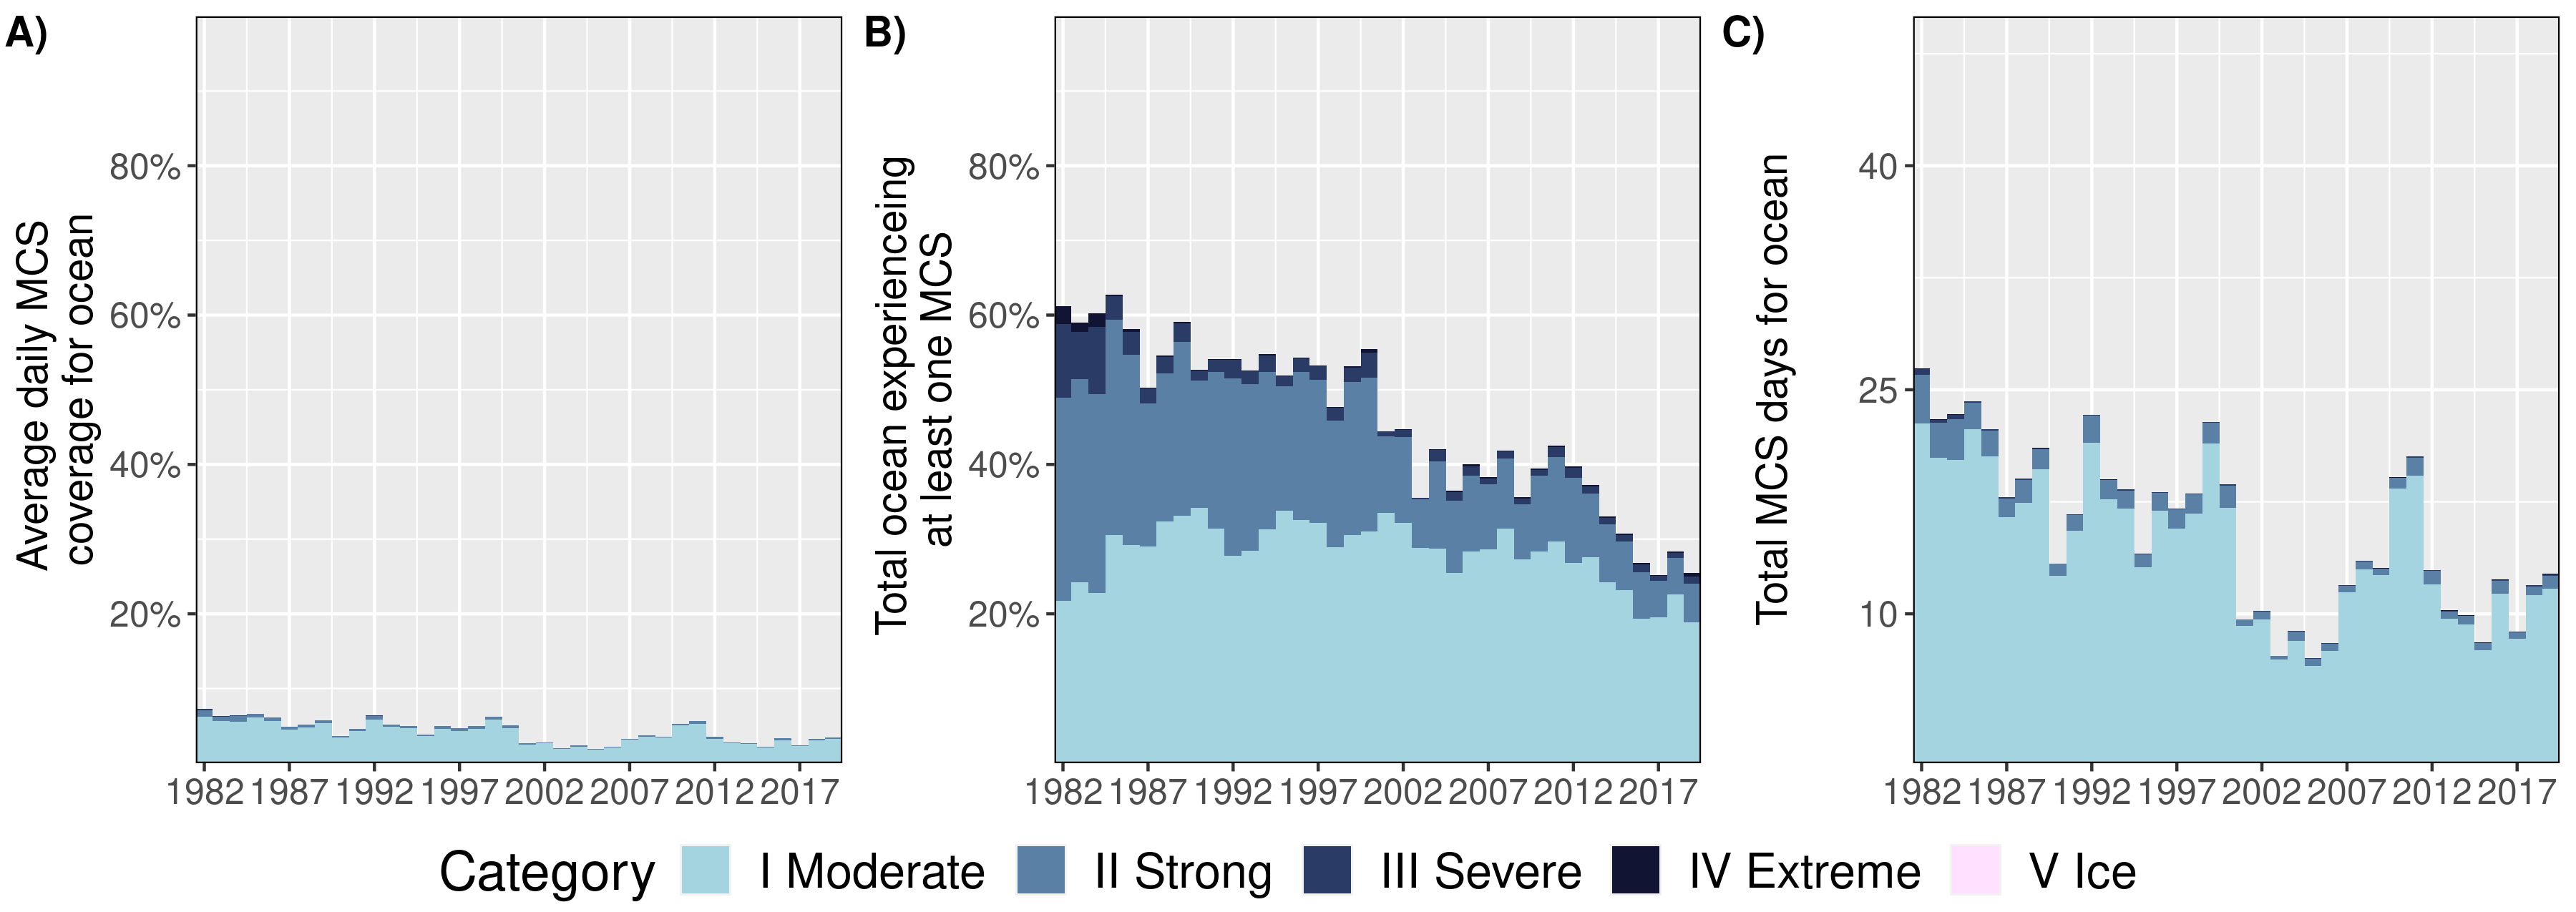 A)
Average daily MCS
coverage for ocean
80%
60%
40%
20%
1982 1987 1992 1997 2002 2007 2012 2017
B)
Total ocean experienceing
at least one MCS
80%
60%
40%
20%
1982 1987 1992 1997 2002 2007 2012 2017
C)
Total MCS days for ocean
40
25
10
1982 1987 1992 1997 2002 2007 2012 2017
Category I Moderate II Strong III Severe IV Extreme V Ice